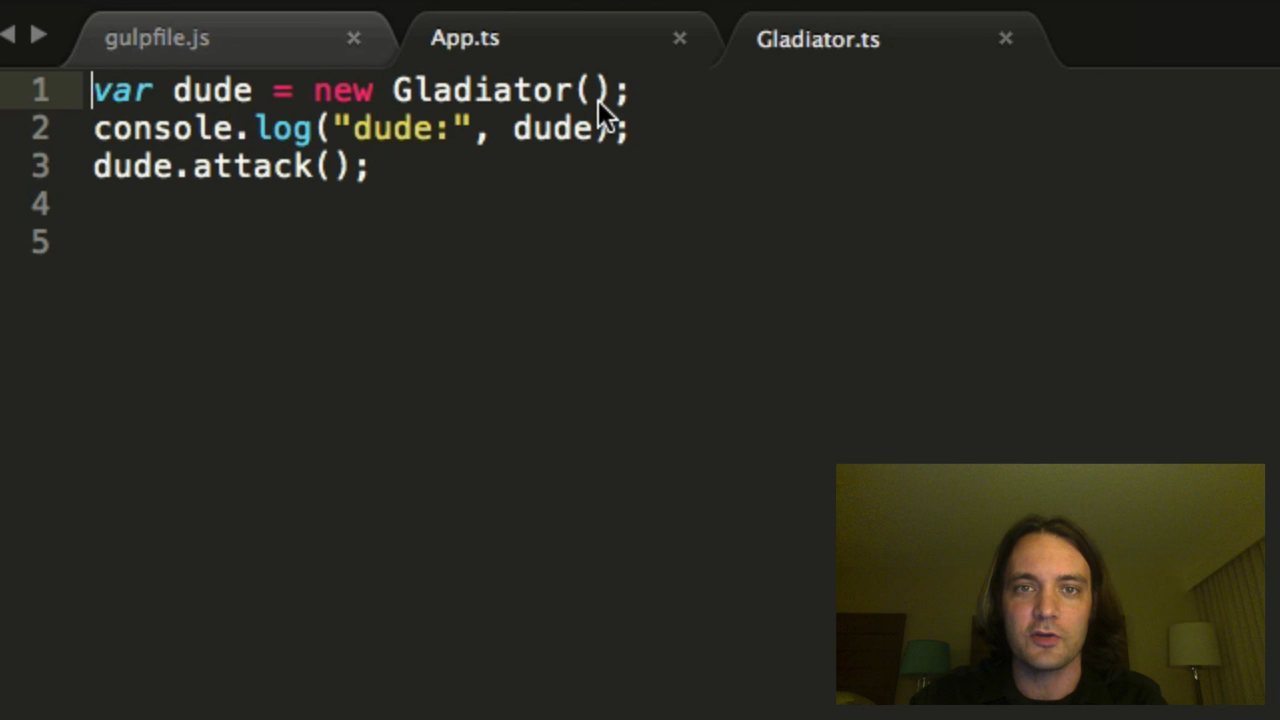 gulpfile.js
App.ts
Gladiator.ts
1 var dude = new Gladiator();
2 console.log("dude:", dude);
3 dude.attack();
4
5